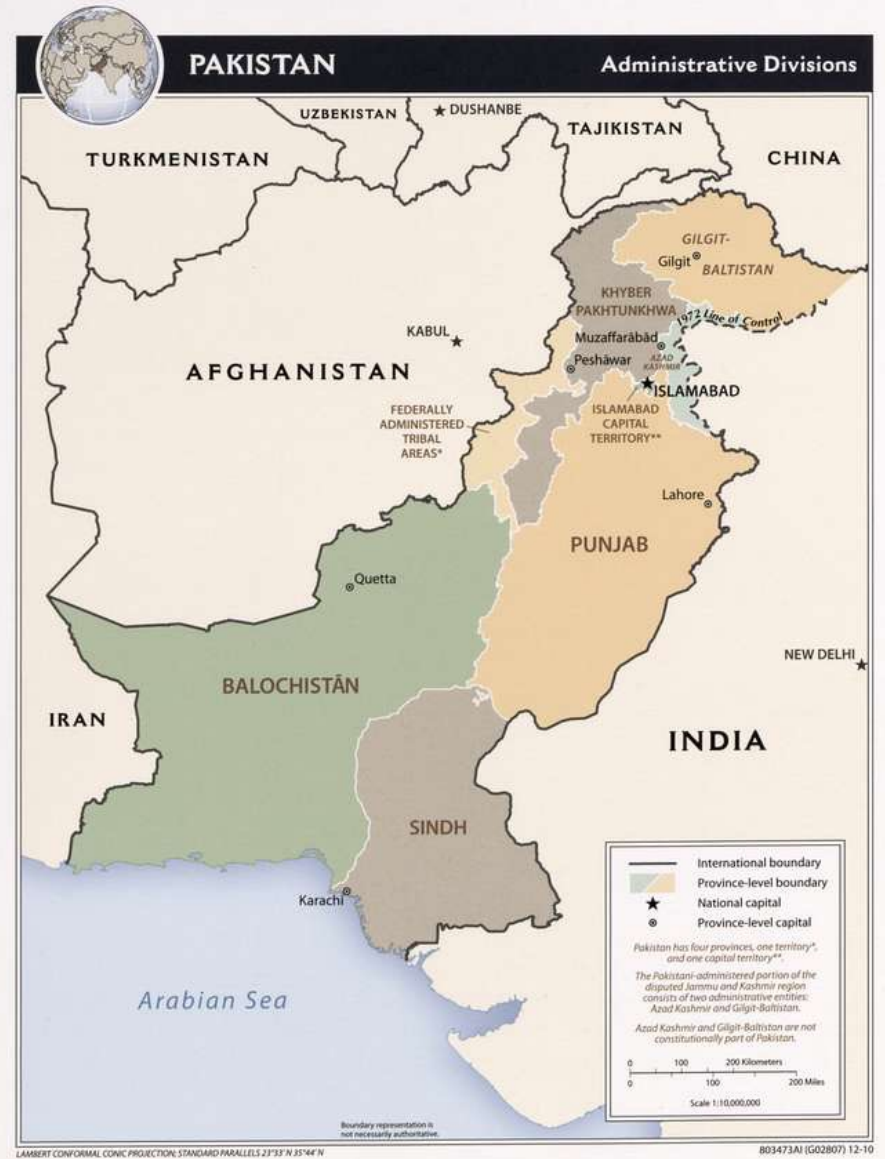 PAKISTAN
Administrative Divisions
UZBEKISTAN
DUSHANBE
TAJIKISTAN
TURKMENISTAN
CHINA
GILGIT-
BALTISTAN
Gilgit
KHYBER
PAKHTUNKHWA
1972 Line of Control
KABUL
Muzaffarābād
AZAD
KASHMIR
Peshāwar
AFGHANISTAN
ISLAMABAD
FEDERALLY
ADMINISTERED
TRIBAL
AREAS*
ISLAMABAD
CAPITAL
TERRITORY**
Lahore
PUNJAB
Quetta
NEW DELHI
BALOCHISTĀN
IRAN
INDIA
SINDH
Karachi
Arabian Sea
International boundary
Province-level boundary
National capital
Province-level capital
Pakistan has four provinces, one territory*,
and one capital territory**.
The Pakistani-administered portion of the
disputed Jammu and Kashmir region
consists of two administrative entities:
Azad Kashmir and Gilgit-Baltistan.
Azad Kashmir and Gilgit-Baltistan are not
constitutionally part of Pakistan.
0 100 200 Kilometers
0 100 200 Miles
Scale 1:10,000,000
Boundary representation is
not necessarily authoritative.
LAMBERT CONFORMAL CONIC PROJECTION; STANDARD PARALLELS 23°33' N 35°44' N
803473AI (G02807) 12-10